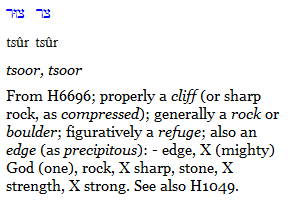 צר צוּר
tsûr tsûr
tsoor, tsoor
From H6696; properly a cliff (or sharp
rock, as compressed); generally a rock or
boulder; figuratively a refuge; also an
edge (as precipitous): - edge, X (mighty)
God (one), rock, X sharp, stone, X
strength, X strong. See also H1049.